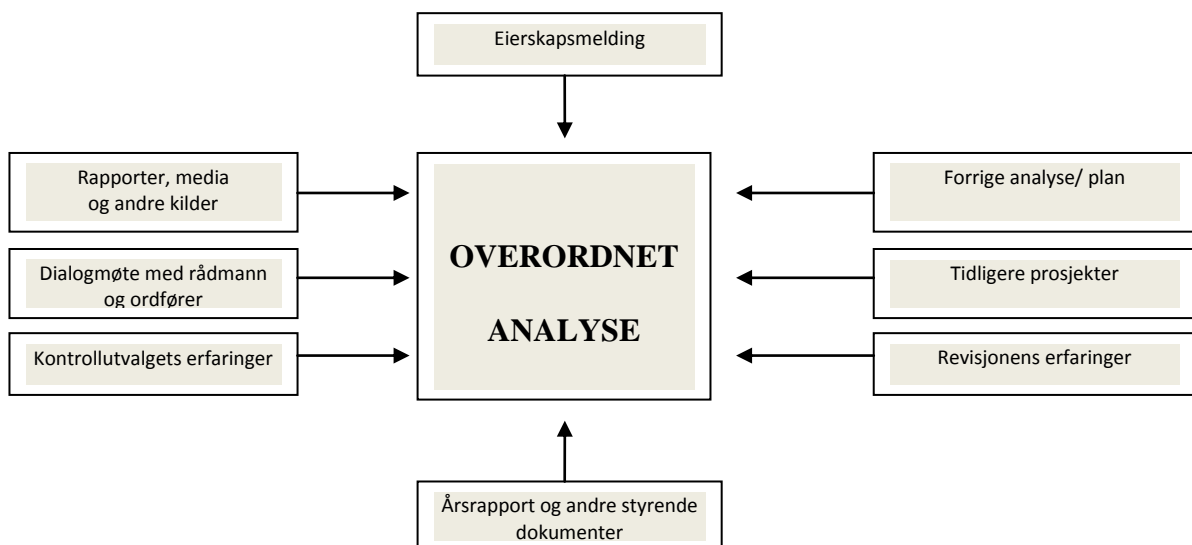 Eierskapsmelding
Rapporter, media
og andre kilder
Dialogmøte med rådmann
og ordfører
Kontrollutvalgets erfaringer
OVERORDNET
ANALYSE
Forrige analyse/ plan
Tidligere prosjekter
Revisjonens erfaringer
Årsrapport og andre styrende
dokumenter